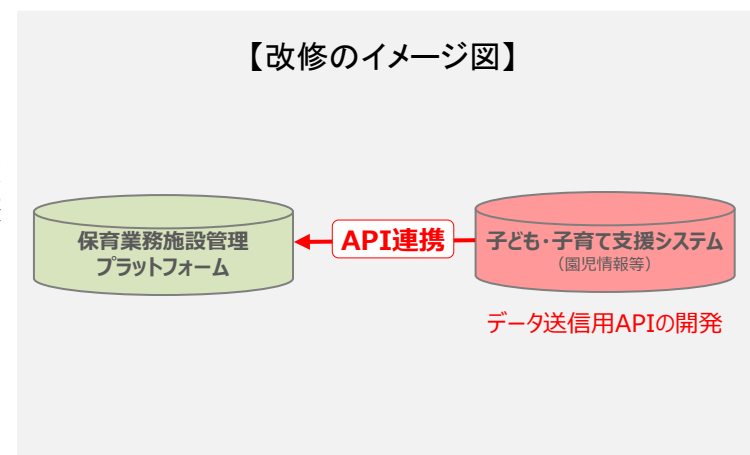 【改修のイメージ図】
保育業務施設管理
プラットフォーム
API連携
子ども・子育て支援システム
（園児情報等）
データ送信用APIの開発